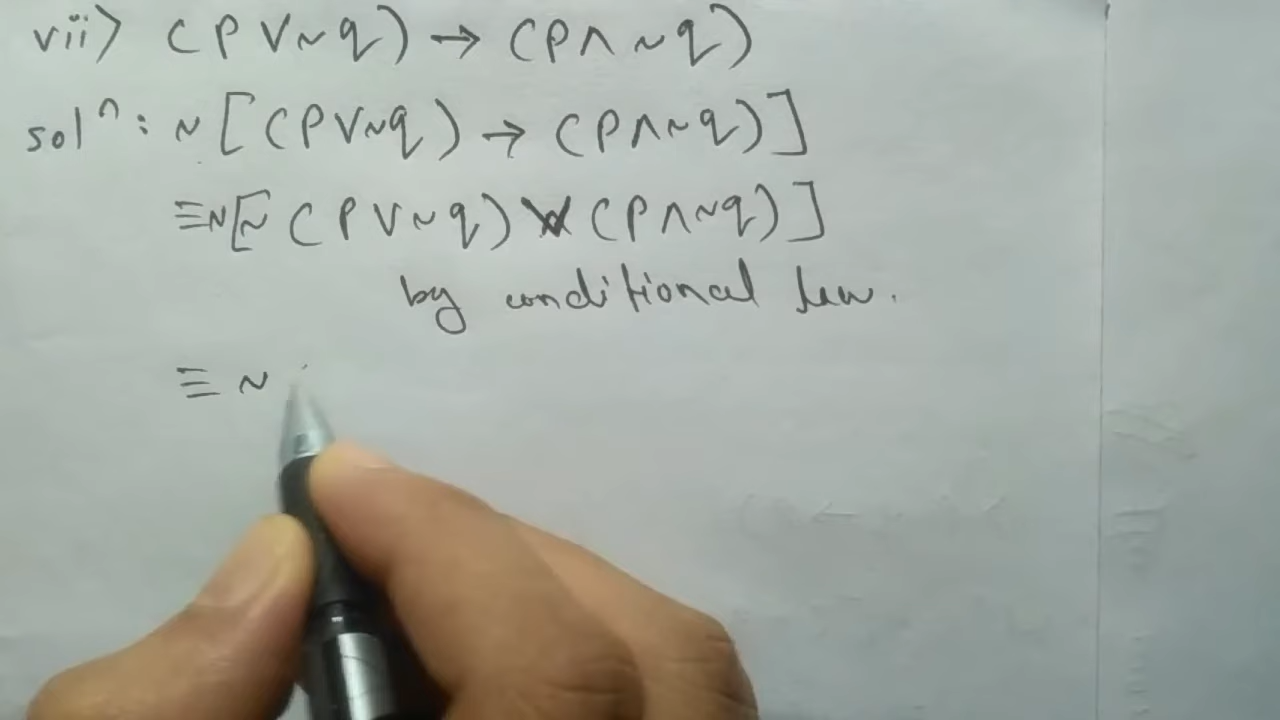 vii) (p ∨ ~q) → (p ∧ ~q)
solⁿ: ~[(p ∨ ~q) → (p ∧ ~q)]
≡ ~[~(p ∨ ~q) ∨ (p ∧ ~q)]
by conditional law.
≡ ~